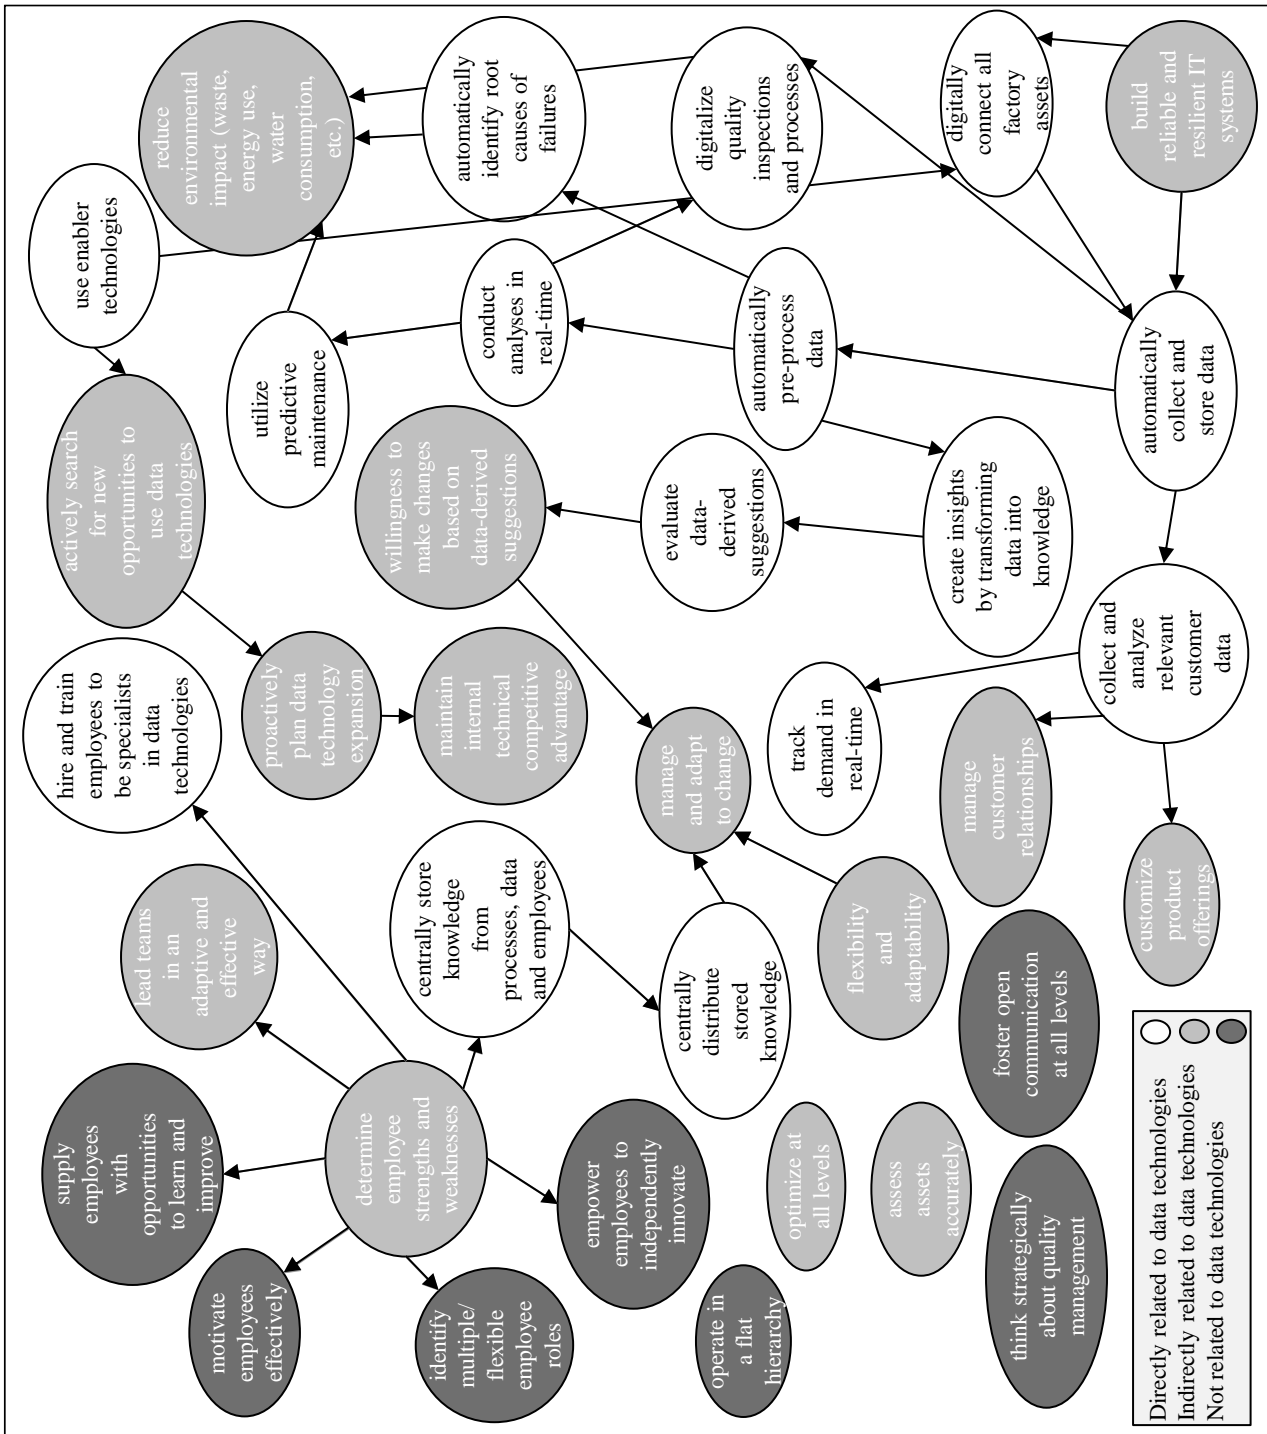 supply
employees
with
opportunities
to learn and
improve
motivate
employees
effectively
lead teams
in an
adaptive and
effective
way
hire and train
employees to
be specialists
in data
technologies
actively search
for new
opportunities to
use data
technologies
use enabler
technologies
reduce
environmental
impact (waste,
energy use,
water
consumption,
etc.)
proactively
plan data
technology
expansion
utilize
predictive
maintenance
determine
employee
strengths and
weaknesses
identify
multiple/
flexible
employee
roles
centrally store
knowledge
from
processes, data
and employees
maintain
internal
technical
competitive
advantage
willingness to
make changes
based on
data-derived
suggestions
conduct
analyses in
real-time
automatically
identify root
causes of
failures
empower
employees to
independently
innovate
operate in
a flat
hierarchy
centrally
distribute
stored
knowledge
manage
and adapt
to change
evaluate
data-
derived
suggestions
automatically
pre-process
data
digitalize
quality
inspections
and processes
optimize at
all levels
track
demand in
real-time
flexibility
and
adaptability
assess
assets
accurately
create insights
by transforming
data into
knowledge
digitally
connect all
factory
assets
manage
customer
relationships
foster open
communication
at all levels
think strategically
about quality
management
collect and
analyze
relevant
customer
data
automatically
collect and
store data
build
reliable and
resilient IT
systems
customize
product
offerings
Directly related to data technologies
Indirectly related to data technologies
Not related to data technologies